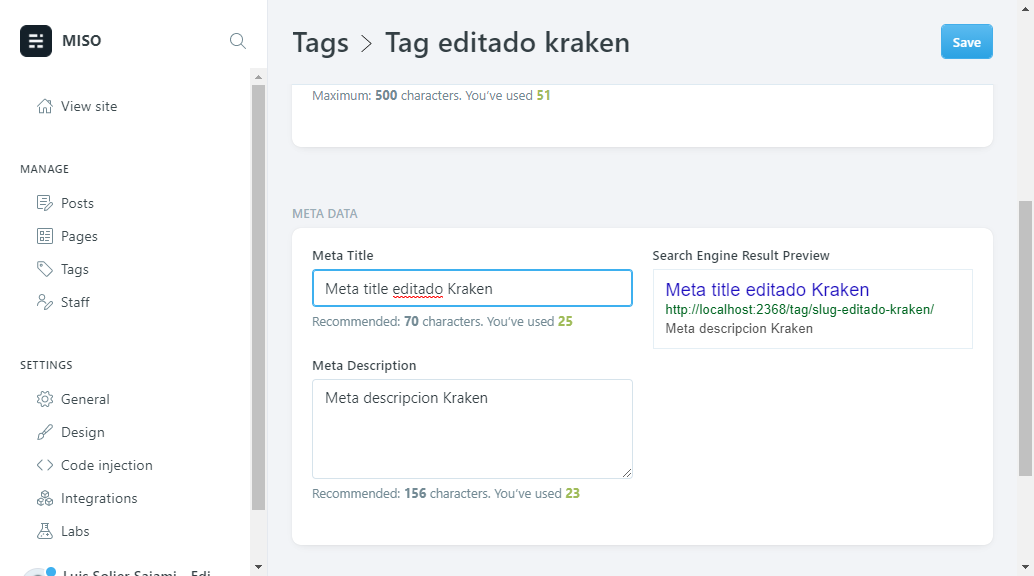 MISO
View site
MANAGE
Posts
Pages
Tags
Staff
SETTINGS
General
Design
Code injection
Integrations
Labs
Tags > Tag editado kraken
Save
Maximum: 500 characters. You've used 51
META DATA
Meta Title
Meta title editado Kraken
Recommended: 70 characters. You've used 25
Meta Description
Meta descripcion Kraken
Recommended: 156 characters. You've used 23
Search Engine Result Preview
Meta title editado Kraken
http://localhost:2368/tag/slug-editado-kraken/
Meta descripcion Kraken